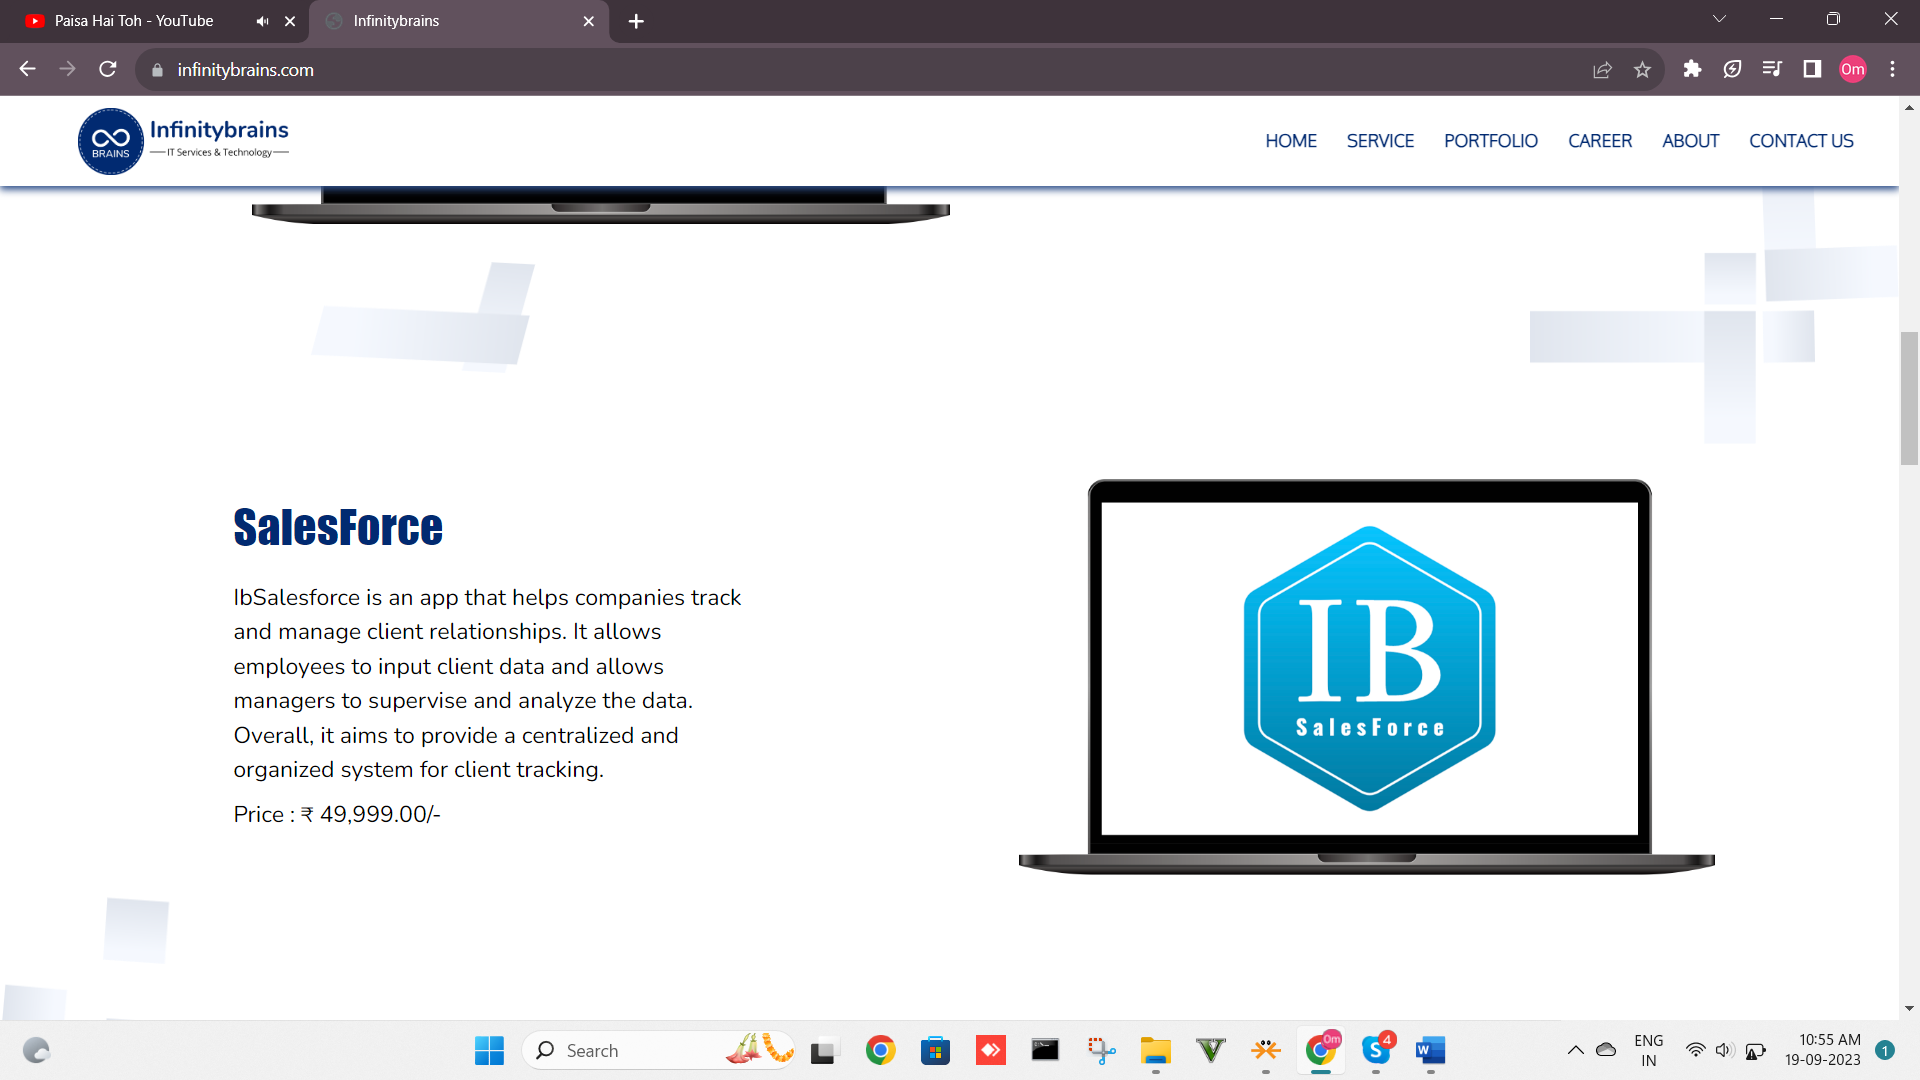 Paisa Hai Toh - YouTube
Infinitybrains
infinitybrains.com
Om
BRAINS
Infinitybrains
IT Services & Technology
HOME
SERVICE
PORTFOLIO
CAREER
ABOUT
CONTACT US
SalesForce
IbSalesforce is an app that helps companies track
and manage client relationships. It allows
employees to input client data and allows
managers to supervise and analyze the data.
Overall, it aims to provide a centralized and
organized system for client tracking.
Price : ₹ 49,999.00/-
IB
SalesForce
Search
Om
S
4
W
ENG
IN
10:55 AM
19-09-2023
1